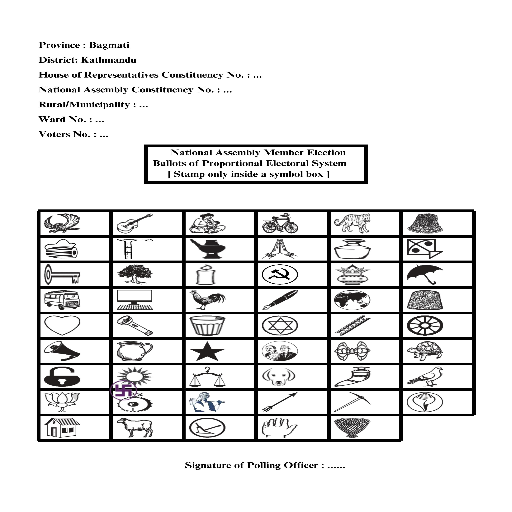 Province : Bagmati
District: Kathmandu
House of Representatives Constituency No. : ...
National Assembly Constituency No. : ...
Rural/Municipality : ...
Ward No. : ...
Voters No. : ...
National Assembly Member Election
Ballots of Proportional Electoral System
[ Stamp only inside a symbol box ]
Signature of Polling Officer : ......